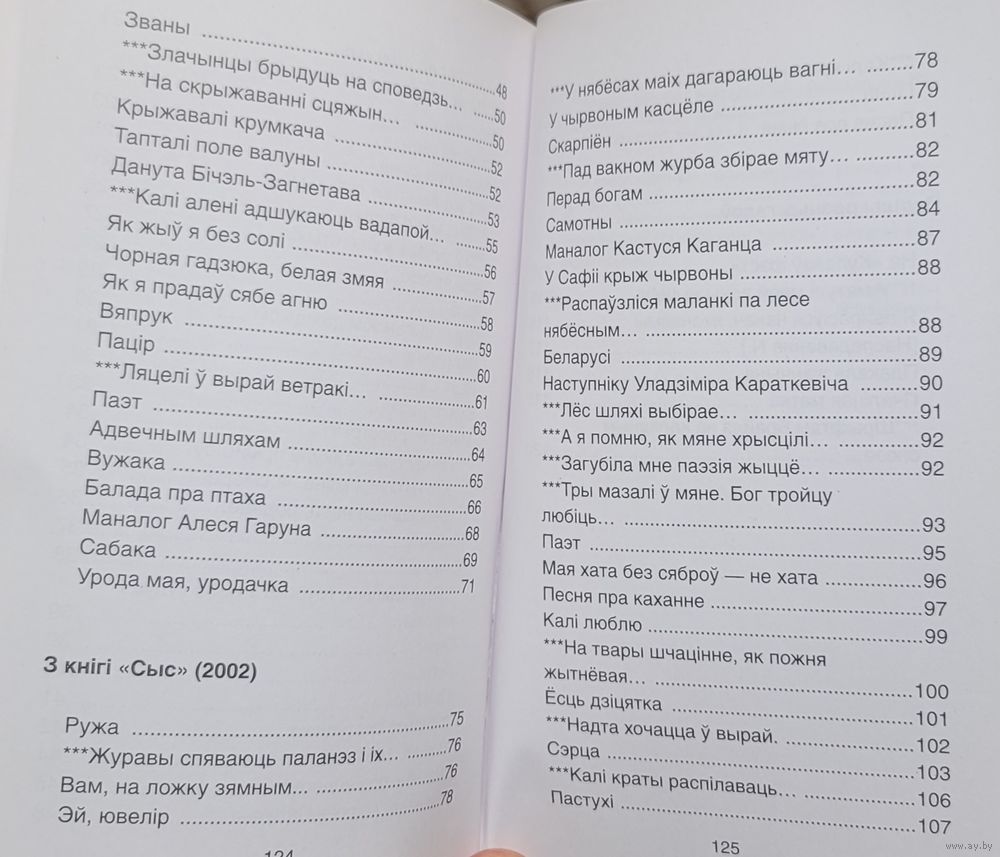 Званы ........ 48
***Злачынцы брыдуць на споведзь... ...... 50
***На скрыжаванні сцяжын... ........ 50
Крыжавалі крумкача ........ 52
Тапталі поле валуны ........ 52
Данута Бічэль-Загнетава ........ 53
***Калі алені адшукаюць вадапой... ...... 55
Як жыў я без солі ........ 56
Чорная гадзюка, белая змяя ........ 57
Як я прадаў сябе агню ........ 58
Вяпрук ........ 59
Пацір ........ 60
***Ляцелі ў вырай ветракі... ........ 61
Паэт ........ 63
Адвечным шляхам ........ 64
Вужака ........ 65
Балада пра птаха ........ 66
Маналог Алеся Гаруна ........ 68
Сабака ........ 69
Урода мая, уродачка ........ 71
З кнігі «Сыс» (2002)
Ружа ........ 75
***Журавы спяваюць паланэз і іх... ........ 76
Вам, на ложку зямным... ........ 76
Эй, ювелір ........ 78
124
***У нябёсах маіх дагараюць вагні... ........ 78
У чырвоным касцёле ........ 79
Скарпіён ........ 81
***Пад вакном журба збірае мяту... ........ 82
Перад богам ........ 82
Самотны ........ 84
Маналог Кастуся Каганца ........ 87
У Сафіі крыж чырвоны ........ 88
***Распаўзліся маланкі па лесе
нябёсным... ........ 88
Беларусі ........ 89
Наступніку Уладзіміра Караткевіча ........ 90
***Лёс шляхі выбірае... ........ 91
***А я помню, як мяне хрысцілі... ........ 92
***Загубіла мне паэзія жыццё... ........ 92
***Тры мазалі ў мяне. Бог тройцу
любіць... ........ 93
Паэт ........ 95
Мая хата без сяброў — не хата ........ 96
Песня пра каханне ........ 97
Калі люблю ........ 99
***На твары шчацінне, як пожня
жытнёвая... ........ 100
Ёсць дзіцятка ........ 101
***Надта хочацца ў вырай. ........ 102
Сэрца ........ 103
***Калі краты распілаваць... ........ 106
Пастухі ........ 107
125
www.ay.by